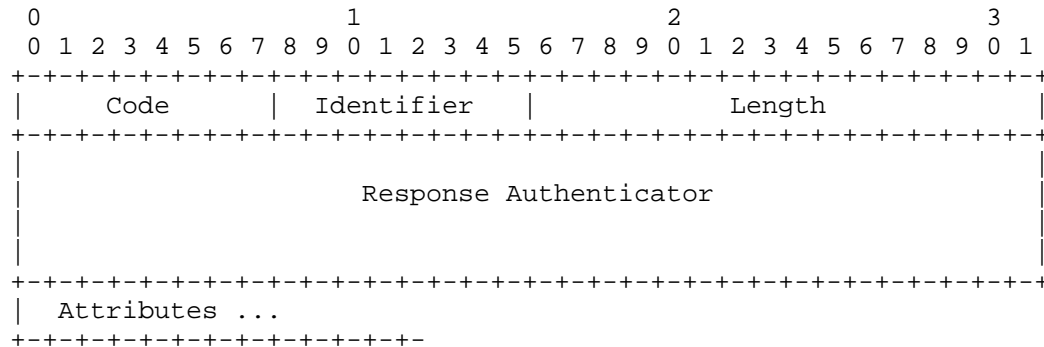 0                   1                   2                   3
 0 1 2 3 4 5 6 7 8 9 0 1 2 3 4 5 6 7 8 9 0 1 2 3 4 5 6 7 8 9 0 1
+-+-+-+-+-+-+-+-+-+-+-+-+-+-+-+-+-+-+-+-+-+-+-+-+-+-+-+-+-+-+-+-+
|     Code      |  Identifier   |            Length             |
+-+-+-+-+-+-+-+-+-+-+-+-+-+-+-+-+-+-+-+-+-+-+-+-+-+-+-+-+-+-+-+-+
|                                                               |
|                     Response Authenticator                    |
|                                                               |
|                                                               |
+-+-+-+-+-+-+-+-+-+-+-+-+-+-+-+-+-+-+-+-+-+-+-+-+-+-+-+-+-+-+-+-+
|  Attributes ...
+-+-+-+-+-+-+-+-+-+-+-+-+-